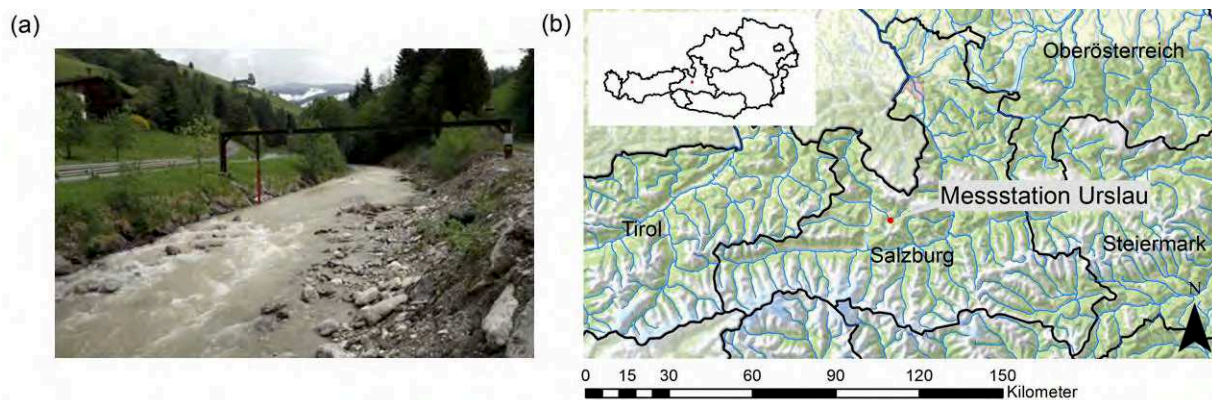 (a)
(b)
Oberösterreich
Messstation Urslau
Tirol
Salzburg
Steiermark
N
0 15 30 60 90 120 150
Kilometer